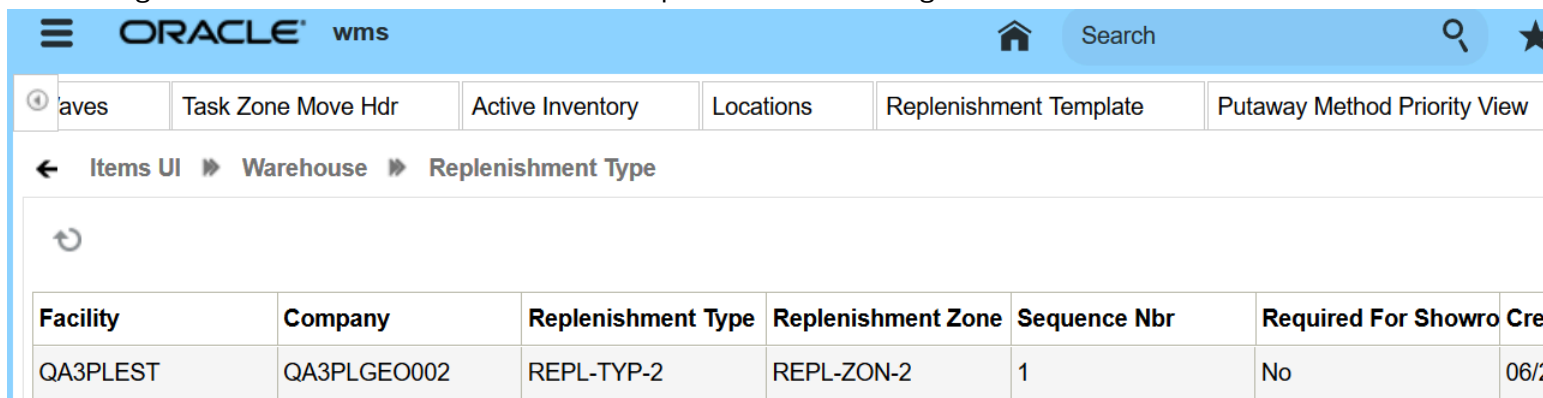 ORACLE wms Search
aves Task Zone Move Hdr Active Inventory Locations Replenishment Template Putaway Method Priority View
Items UI Warehouse Replenishment Type
Facility Company Replenishment Type Replenishment Zone Sequence Nbr Required For Showro Cre
QA3PLEST QA3PLGEO002 REPL-TYP-2 REPL-ZON-2 1 No 06/2